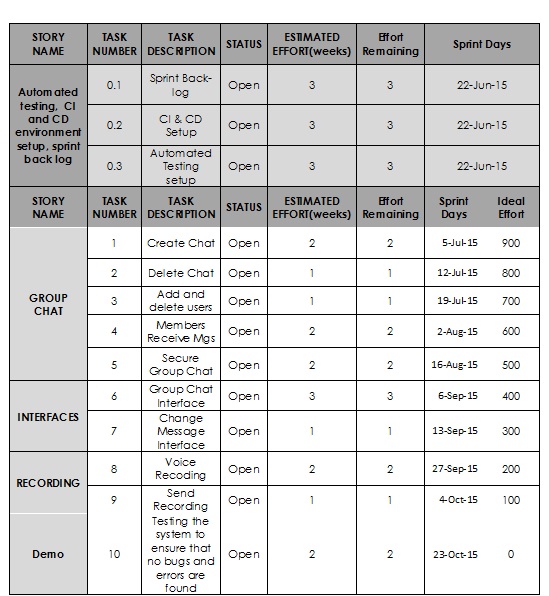 STORY NAME TASK NUMBER TASK DESCRIPTION STATUS ESTIMATED EFFORT(weeks) Effort Remaining Sprint Days
Automated testing, CI and CD environment setup, sprint back log
0.1 Sprint Back-log Open 3 3 22-Jun-15
0.2 CI & CD Setup Open 3 3 22-Jun-15
0.3 Automated Testing setup Open 3 3 22-Jun-15
STORY NAME TASK NUMBER TASK DESCRIPTION STATUS ESTIMATED EFFORT(weeks) Effort Remaining Sprint Days Ideal Effort
GROUP CHAT
1 Create Chat Open 2 2 5-Jul-15 900
2 Delete Chat Open 1 1 12-Jul-15 800
3 Add and delete users Open 1 1 19-Jul-15 700
4 Members Receive Mgs Open 2 2 2-Aug-15 600
5 Secure Group Chat Open 2 2 16-Aug-15 500
INTERFACES
6 Group Chat Interface Open 3 3 6-Sep-15 400
7 Change Message Interface Open 1 1 13-Sep-15 300
RECORDING
8 Voice Recoding Open 2 2 27-Sep-15 200
9 Send Recording Open 1 1 4-Oct-15 100
Demo
10 Testing the system to ensure that no bugs and errors are found Open 2 2 23-Oct-15 0